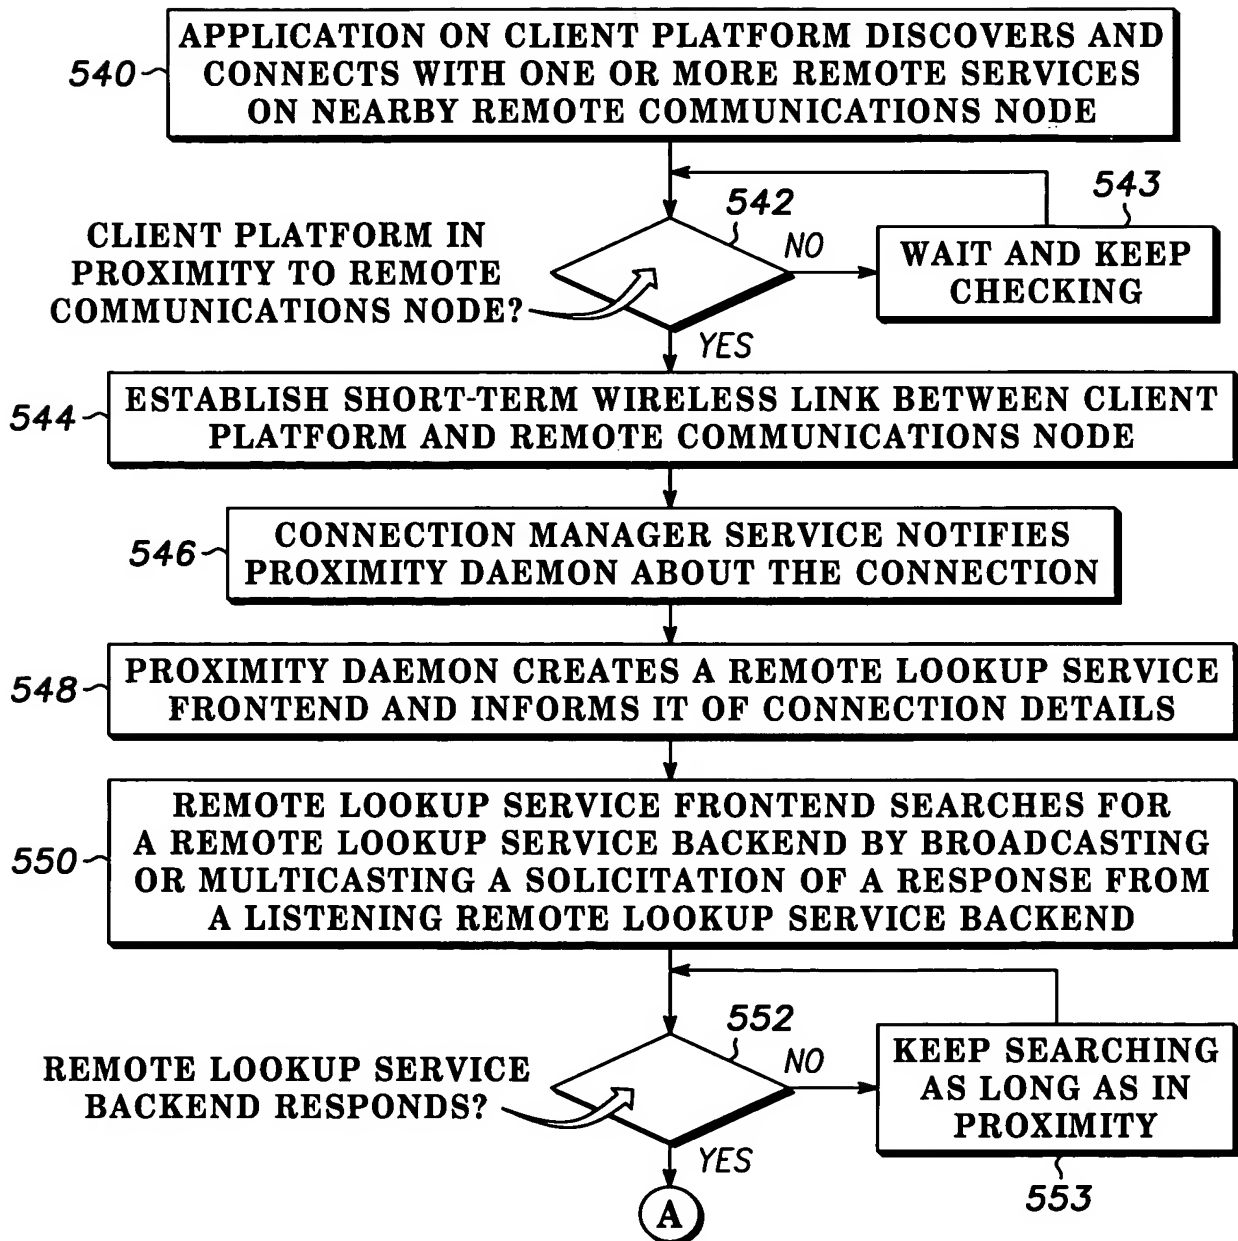 540
APPLICATION ON CLIENT PLATFORM DISCOVERS AND
CONNECTS WITH ONE OR MORE REMOTE SERVICES
ON NEARBY REMOTE COMMUNICATIONS NODE
542
543
CLIENT PLATFORM IN
PROXIMITY TO REMOTE
COMMUNICATIONS NODE?
NO
WAIT AND KEEP
CHECKING
YES
544
ESTABLISH SHORT-TERM WIRELESS LINK BETWEEN CLIENT
PLATFORM AND REMOTE COMMUNICATIONS NODE
546
CONNECTION MANAGER SERVICE NOTIFIES
PROXIMITY DAEMON ABOUT THE CONNECTION
548
PROXIMITY DAEMON CREATES A REMOTE LOOKUP SERVICE
FRONTEND AND INFORMS IT OF CONNECTION DETAILS
550
REMOTE LOOKUP SERVICE FRONTEND SEARCHES FOR
A REMOTE LOOKUP SERVICE BACKEND BY BROADCASTING
OR MULTICASTING A SOLICITATION OF A RESPONSE FROM
A LISTENING REMOTE LOOKUP SERVICE BACKEND
552
REMOTE LOOKUP SERVICE
BACKEND RESPONDS?
NO
KEEP SEARCHING
AS LONG AS IN
PROXIMITY
553
YES
A